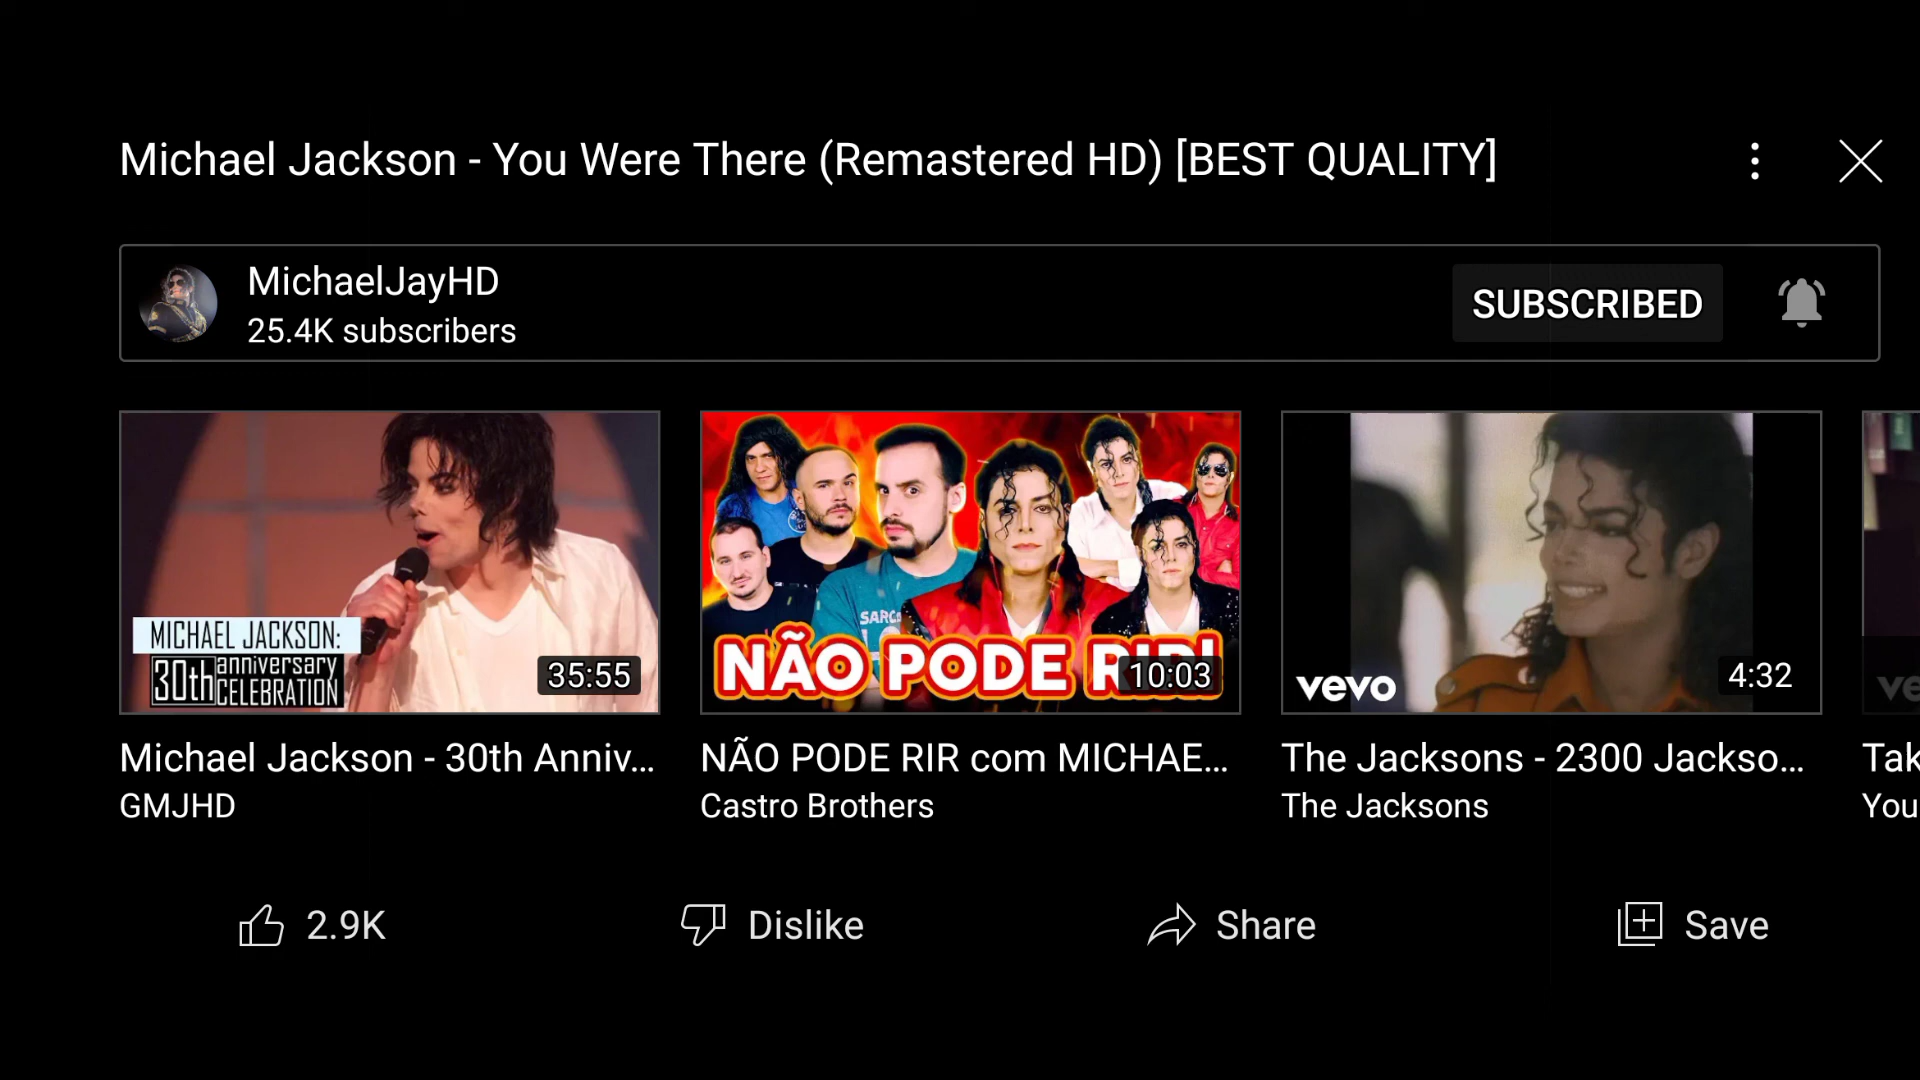 Michael Jackson - You Were There (Remastered HD) [BEST QUALITY]
MichaelJayHD
25.4K subscribers
SUBSCRIBED
MICHAEL JACKSON:
30th anniversary CELEBRATION
35:55
NÃO PODE RIR!
10:03
vevo
4:32
Michael Jackson - 30th Anniv...
GMJHD
NÃO PODE RIR com MICHAE...
Castro Brothers
The Jacksons - 2300 Jackso...
The Jacksons
Tak
You
2.9K
Dislike
Share
Save